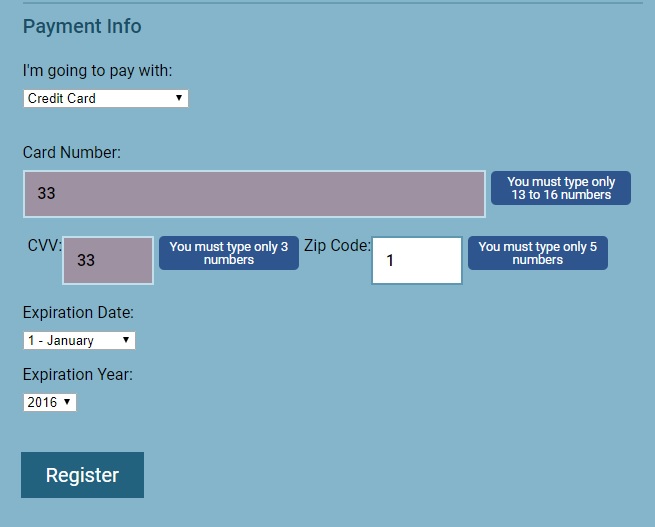 Payment Info
I'm going to pay with:
Credit Card
Card Number:
33
You must type only
13 to 16 numbers
CVV:
33
You must type only 3
numbers
Zip Code:
1
You must type only 5
numbers
Expiration Date:
1 - January
Expiration Year:
2016
Register